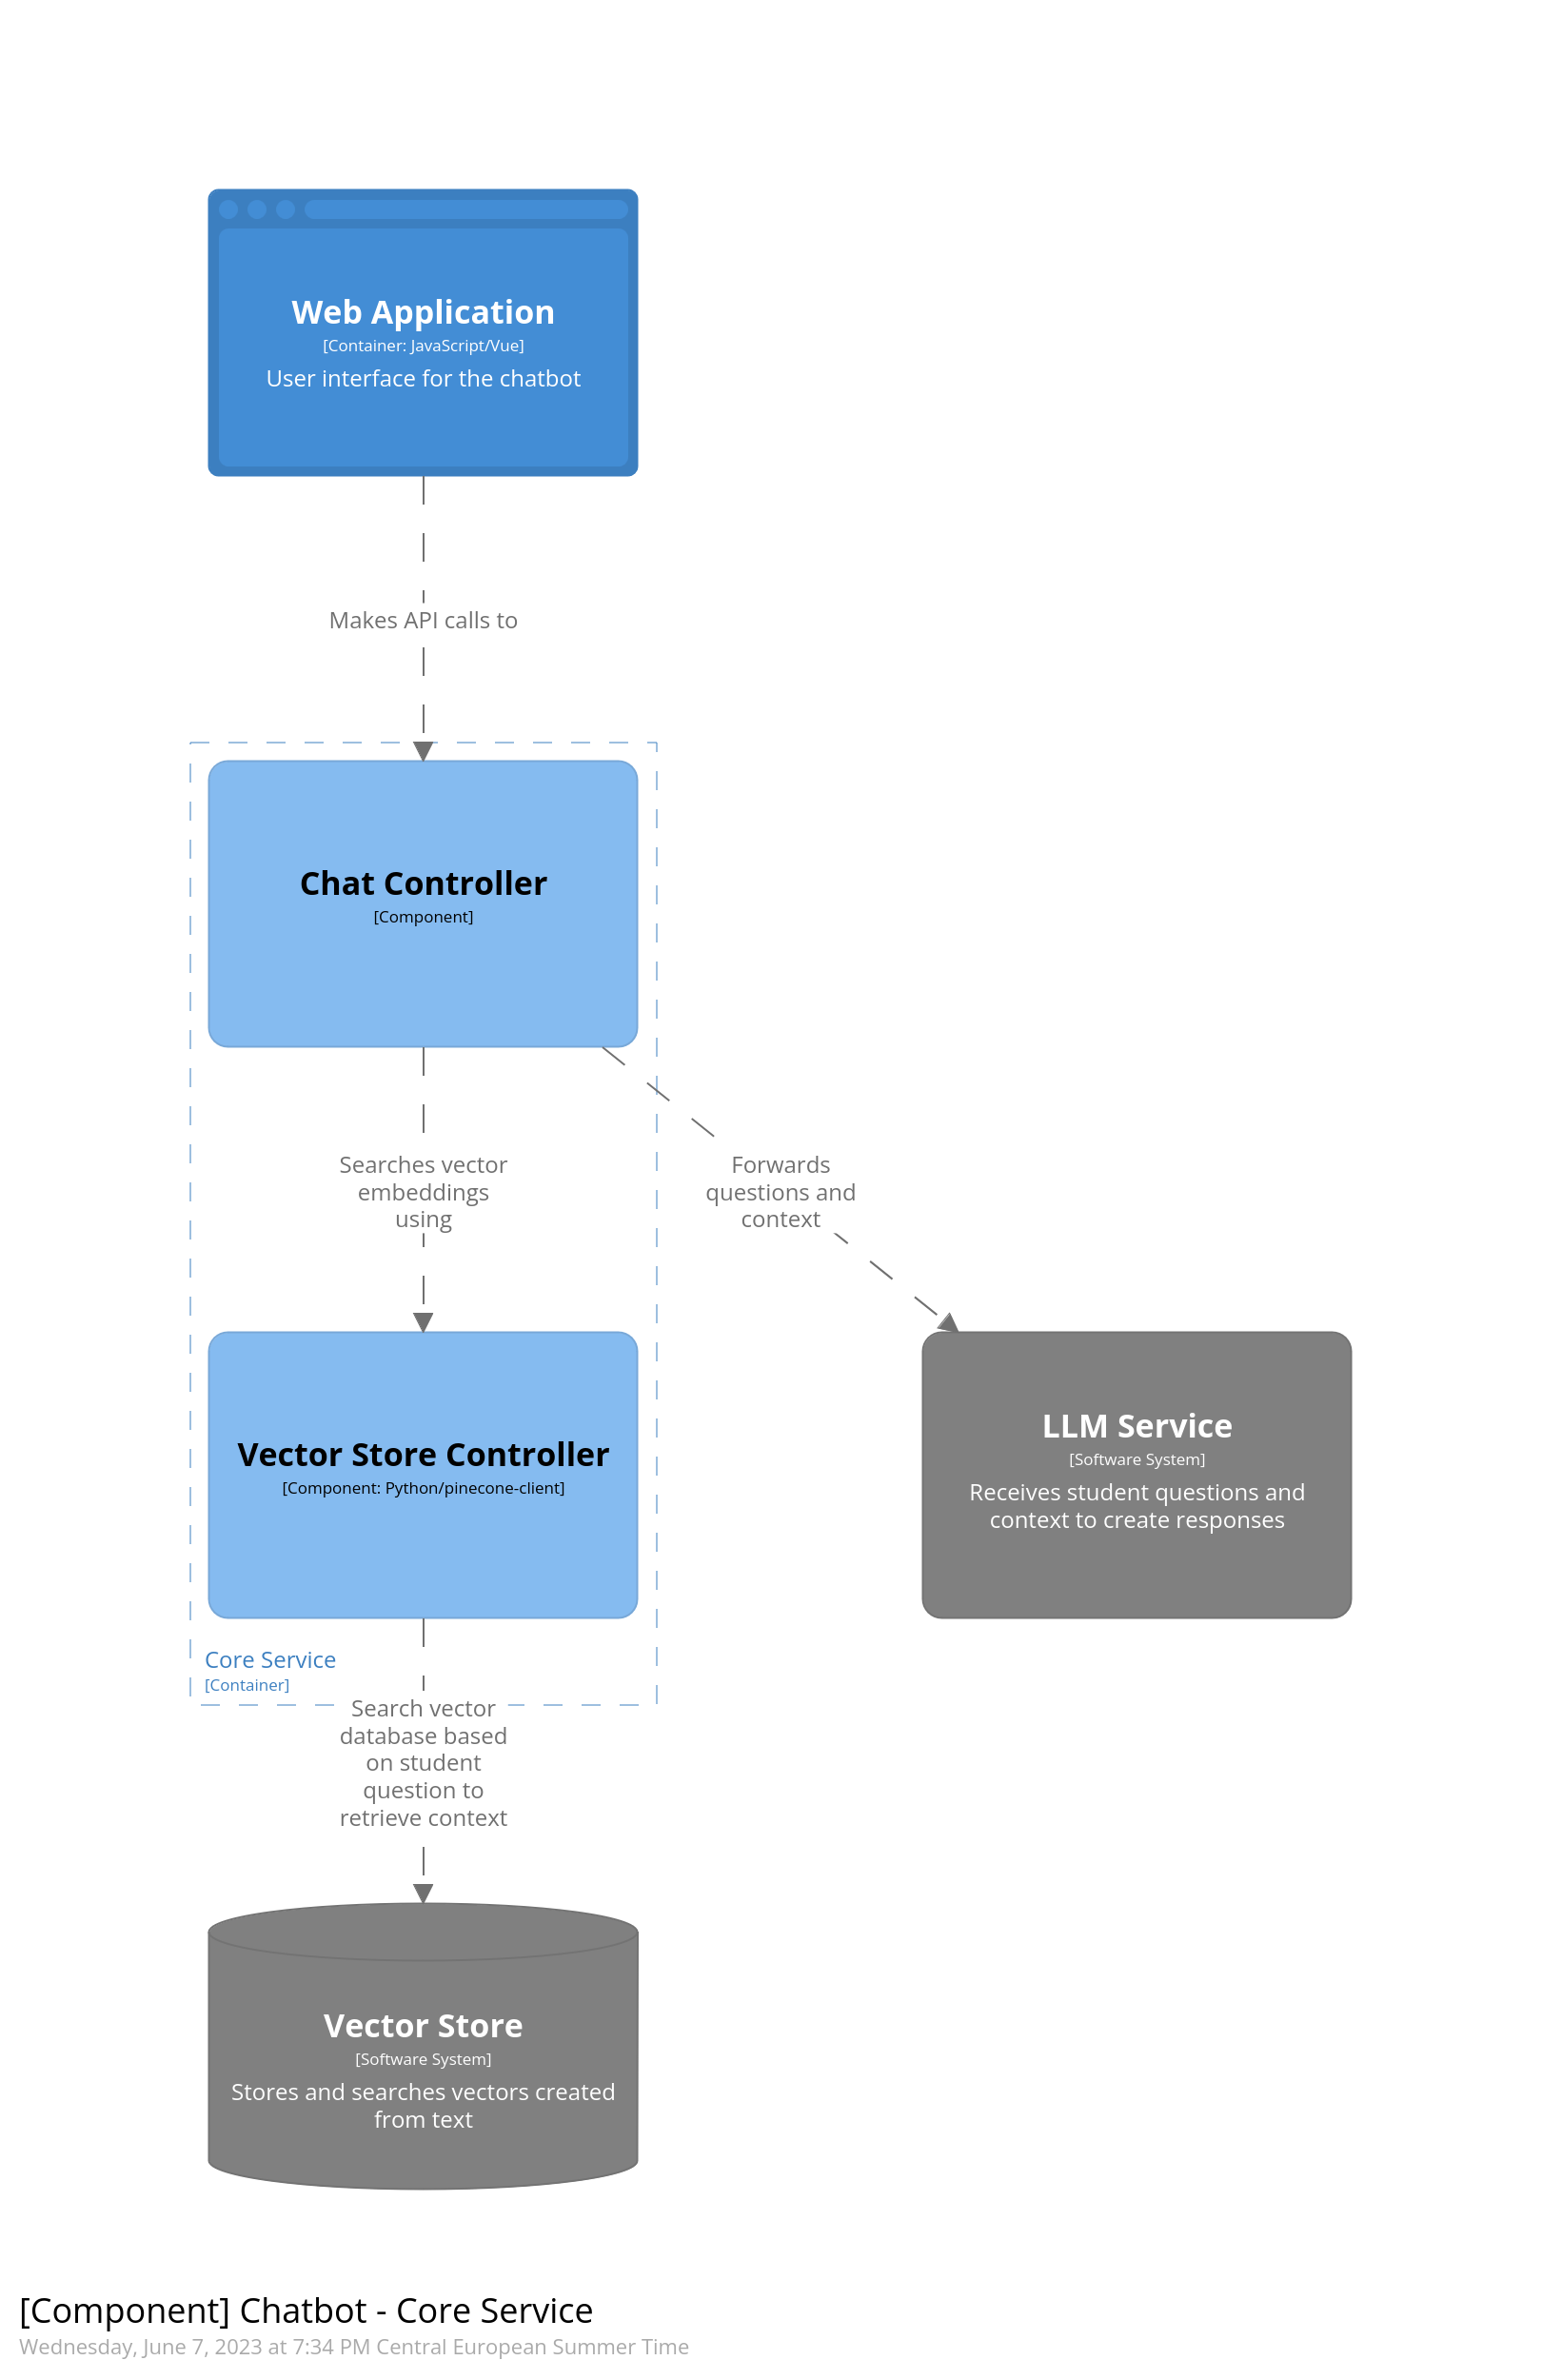 Web Application
[Container: JavaScript/Vue]
User interface for the chatbot
Makes API calls to
Chat Controller
[Component]
Searches vector
embeddings
using
Forwards
questions and
context
Vector Store Controller
[Component: Python/pinecone-client]
LLM Service
[Software System]
Receives student questions and
context to create responses
Core Service
[Container]
Search vector
database based
on student
question to
retrieve context
Vector Store
[Software System]
Stores and searches vectors created
from text
[Component] Chatbot - Core Service
Wednesday, June 7, 2023 at 7:34 PM Central European Summer Time